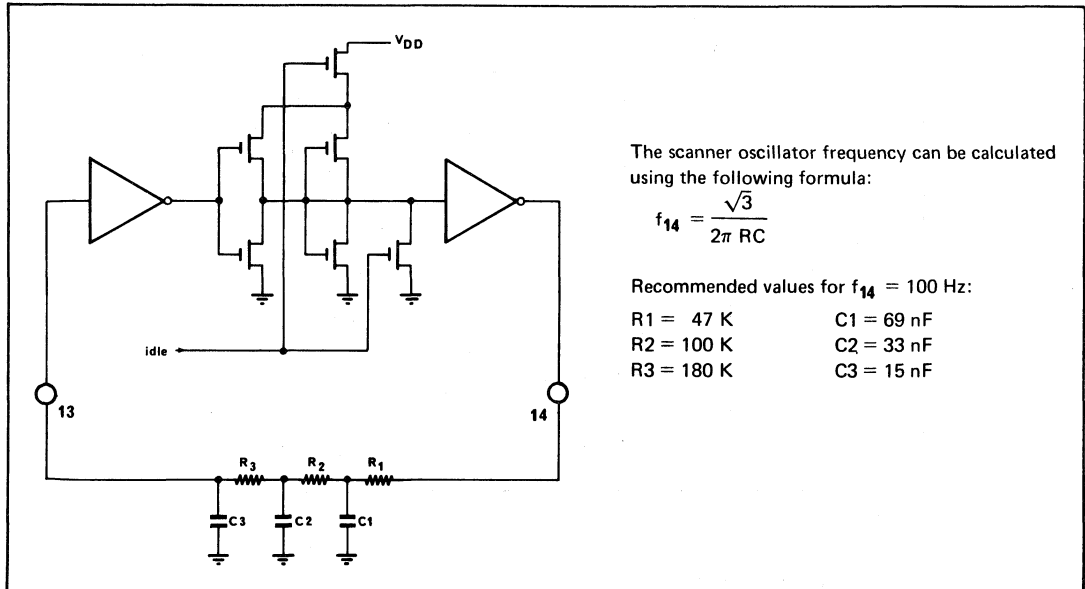 VDD
idle
13
14
R3 R2 R1
C3 C2 C1
The scanner oscillator frequency can be calculated
using the following formula:
f14 = √3 / 2π RC
Recommended values for f14 = 100 Hz:
R1 = 47 K C1 = 69 nF
R2 = 100 K C2 = 33 nF
R3 = 180 K C3 = 15 nF